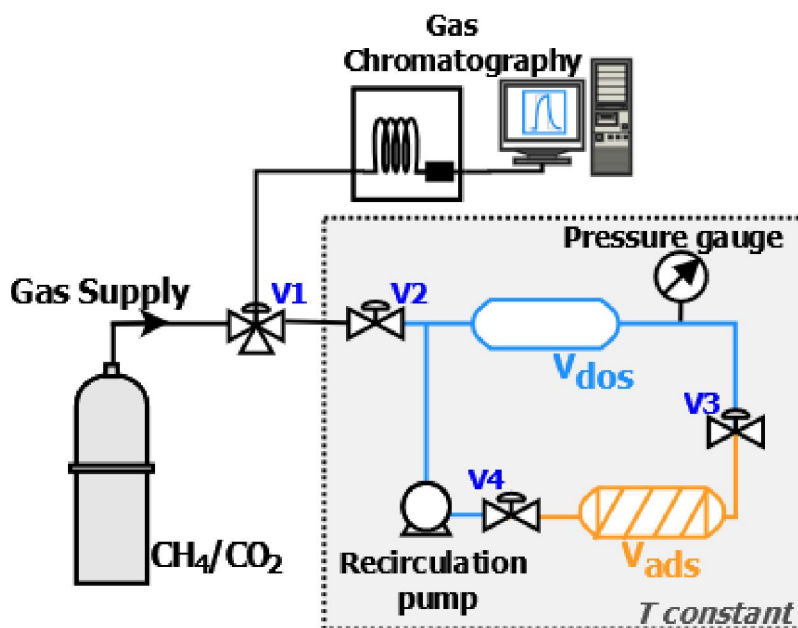 Gas
Chromatography
Pressure gauge
Gas Supply
V1
V2
Vdos
V3
V4
CH4/CO2
Recirculation
pump
Vads
T constant